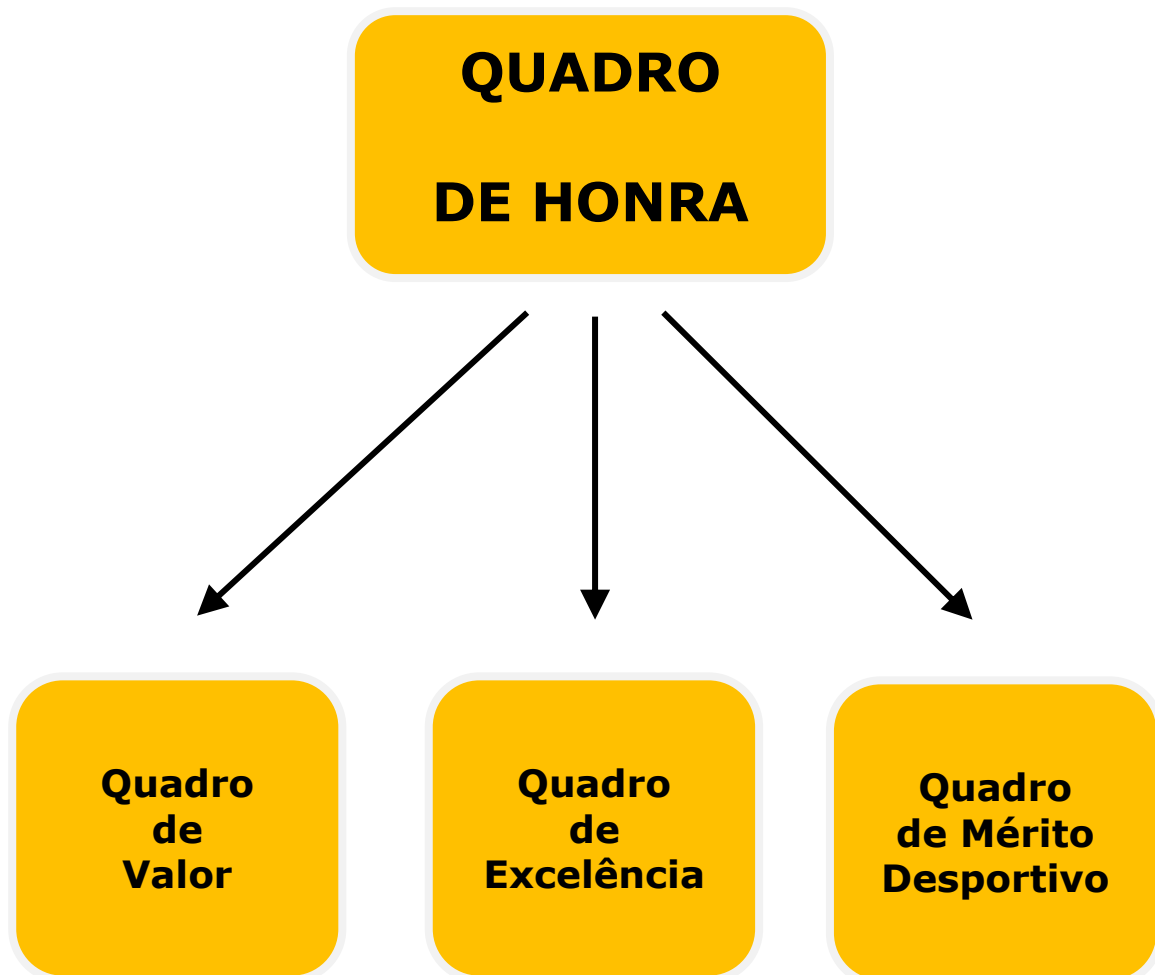 QUADRO
DE HONRA
Quadro
de
Valor
Quadro
de
Excelência
Quadro
de Mérito
Desportivo